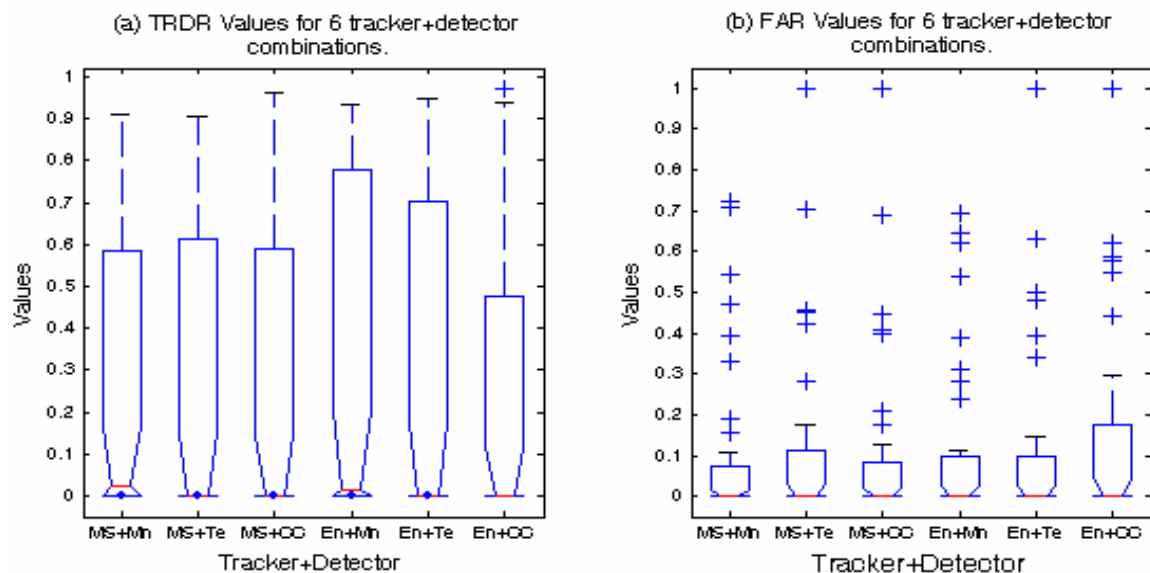 (a) TRDR Values for 6 tracker+detector
combinations.
(b) FAR Values for 6 tracker+detector
combinations.
Values
1
0.9
0.8
0.7
0.6
0.5
0.4
0.3
0.2
0.1
0
MS+Mn MS+Te MS+CC En+Mn En+Te En+CC
Tracker+Detector
Values
1
0.9
0.8
0.7
0.6
0.5
0.4
0.3
0.2
0.1
0
MS+Mn MS+Te MS+CC En+Mn En+Te En+CC
Tracker+Detector